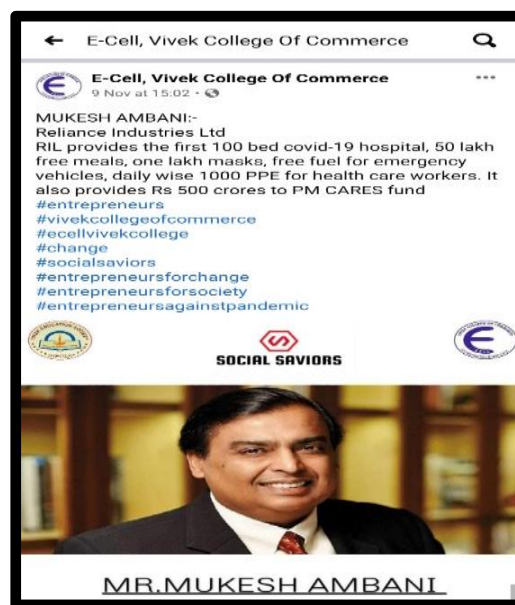 E-Cell, Vivek College Of Commerce
E-Cell, Vivek College Of Commerce
9 Nov at 15:02 ·
MUKESH AMBANI:-
Reliance Industries Ltd
RIL provides the first 100 bed covid-19 hospital, 50 lakh
free meals, one lakh masks, free fuel for emergency
vehicles, daily wise 1000 PPE for health care workers. It
also provides Rs 500 crores to PM CARES fund
#entrepreneurs
#vivekcollegeofcommerce
#ecellvivekcollege
#change
#socialsaviors
#entrepreneursforchange
#entrepreneursforsociety
#entrepreneursagainstpandemic
SOCIAL SAVIORS
MR.MUKESH AMBANI